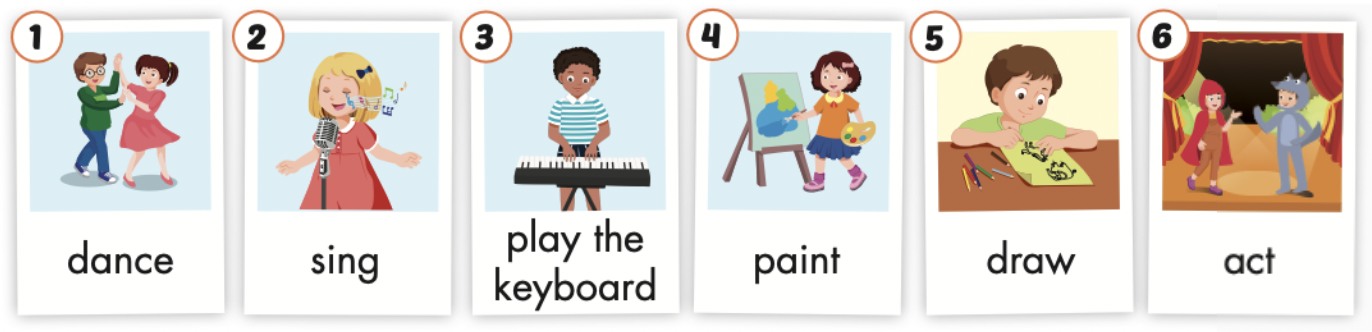 1
dance
2
sing
3
play the
keyboard
4
paint
5
draw
6
act